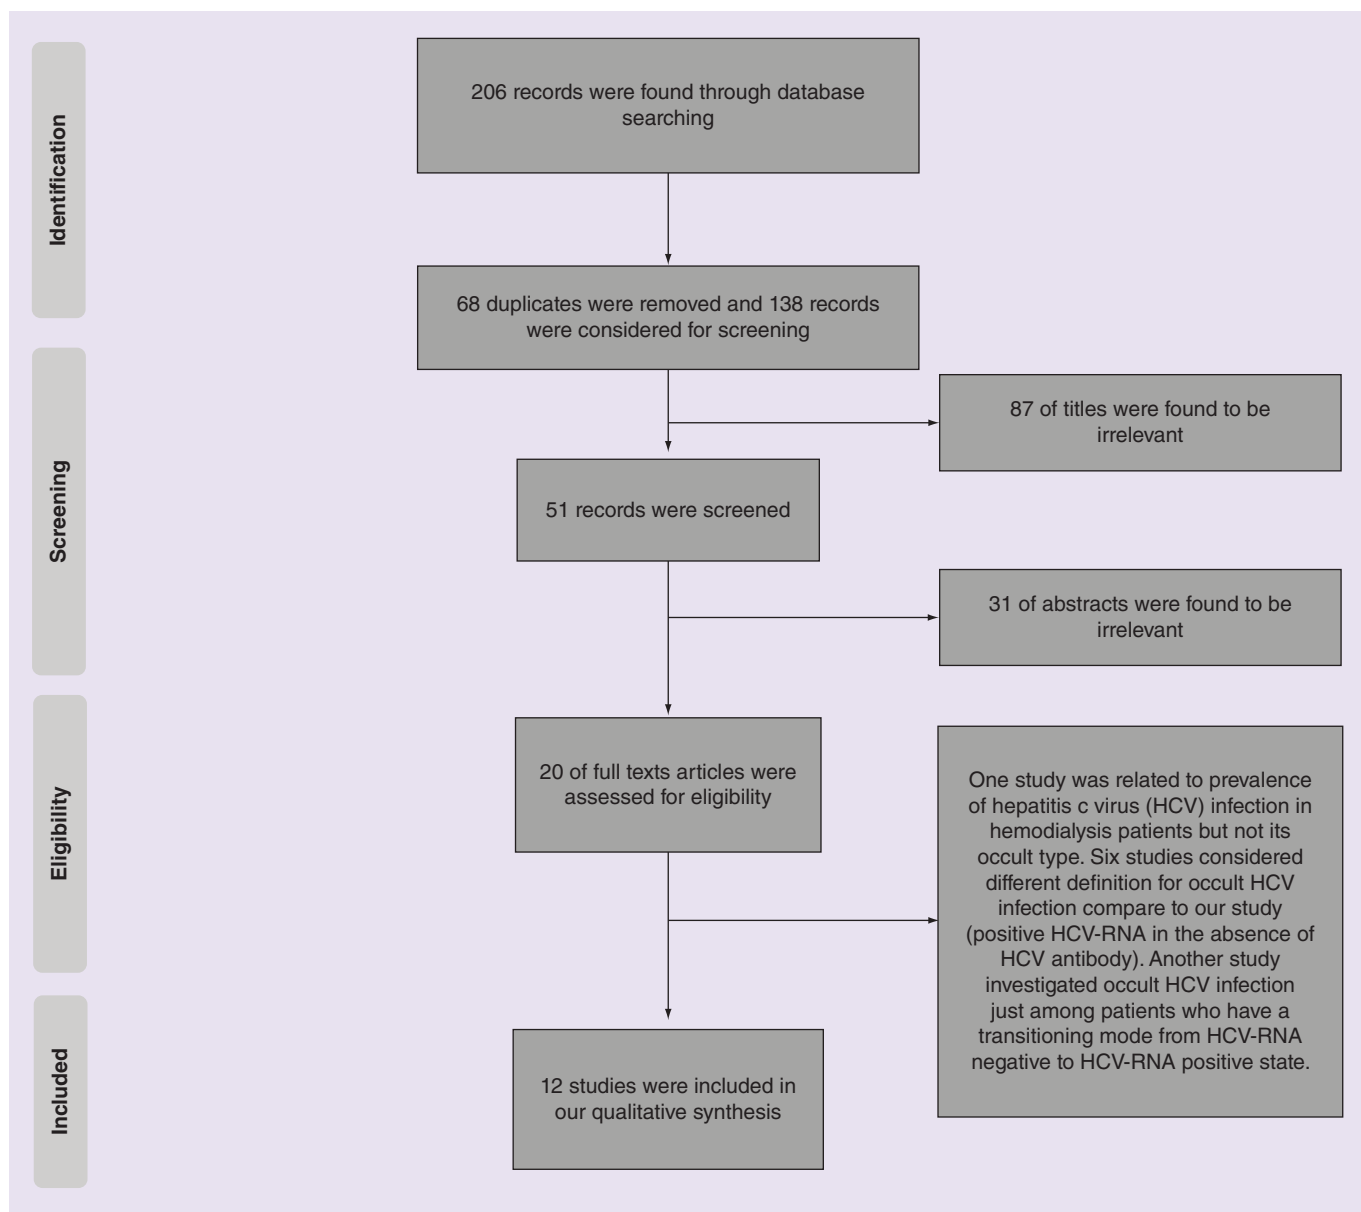 Identification
206 records were found through database
searching
68 duplicates were removed and 138 records
were considered for screening
Screening
87 of titles were found to be
irrelevant
51 records were screened
31 of abstracts were found to be
irrelevant
Eligibility
20 of full texts articles were
assessed for eligibility
One study was related to prevalence
of hepatitis c virus (HCV) infection in
hemodialysis patients but not its
occult type. Six studies considered
different definition for occult HCV
infection compare to our study
(positive HCV-RNA in the absence of
HCV antibody). Another study
investigated occult HCV infection
just among patients who have a
transitioning mode from HCV-RNA
negative to HCV-RNA positive state.
Included
12 studies were included in
our qualitative synthesis